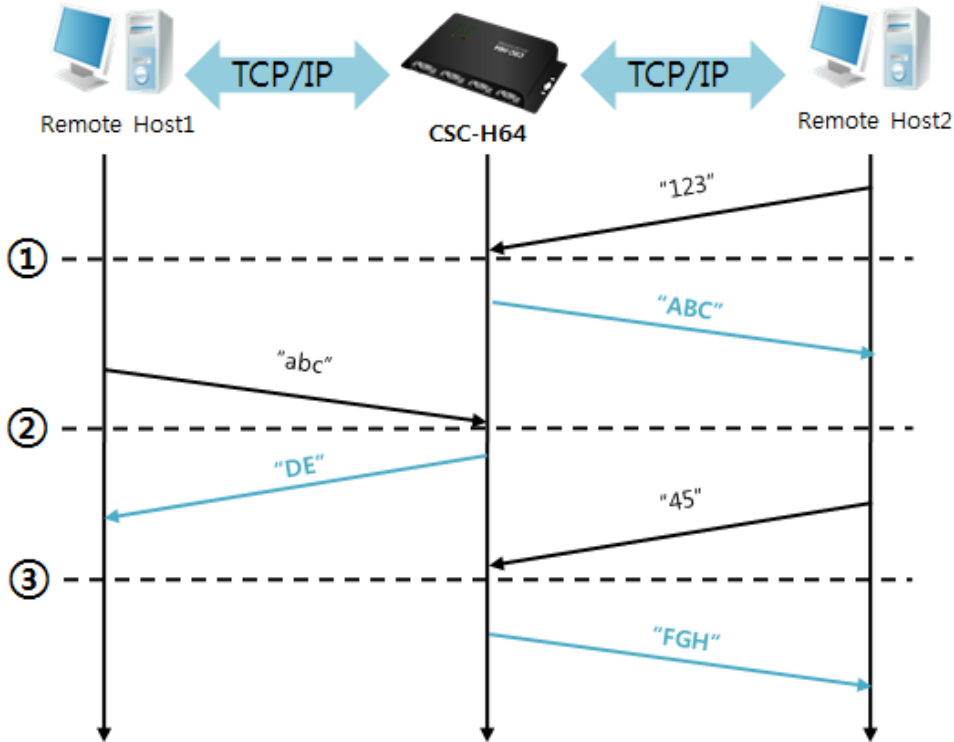 TCP/IP
TCP/IP
Remote Host1
CSC-H64
Remote Host2
"123"
①
"ABC"
"abc"
②
"DE"
"45"
③
"FGH"